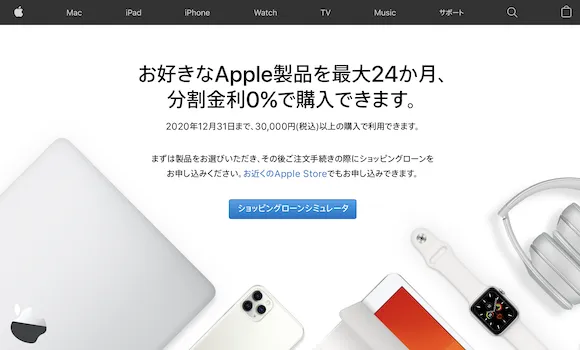 Mac iPad iPhone Watch TV Music サポート
お好きなApple製品を最大24か月、
分割金利0%で購入できます。
2020年12月31日まで、30,000円(税込)以上の購入で利用できます。
まずは製品をお選びいただき、その後ご注文手続きの際にショッピングローンを
お申し込みください。お近くのApple Storeでもお申し込みできます。
ショッピングローンシミュレータ